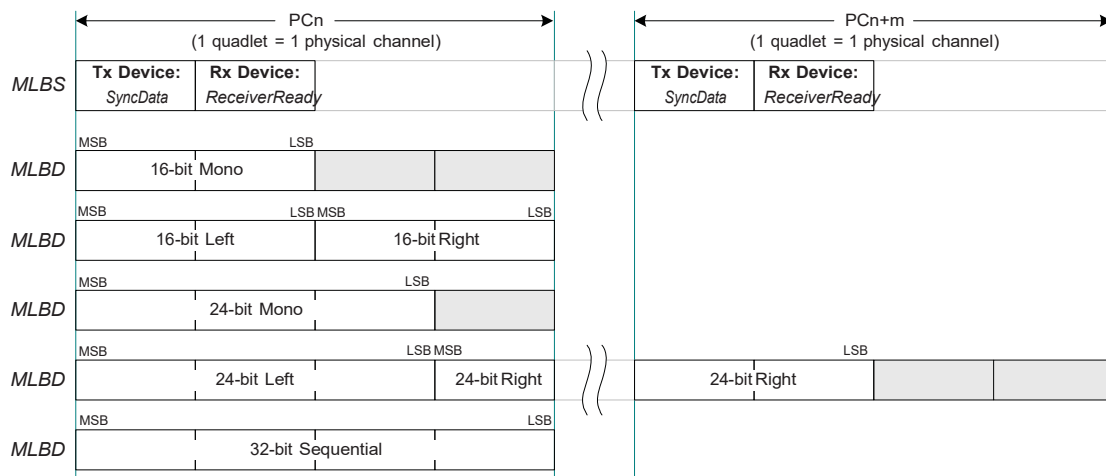 PCn
(1 quadlet = 1 physical channel)
PCn+m
(1 quadlet = 1 physical channel)
MLBS
Tx Device:
SyncData
Rx Device:
ReceiverReady
Tx Device:
SyncData
Rx Device:
ReceiverReady
MSB LSB
MLBD 16-bit Mono
MSB LSB MSB LSB
MLBD 16-bit Left 16-bit Right
MSB LSB
MLBD 24-bit Mono
MSB LSB MSB LSB
MLBD 24-bit Left 24-bit Right 24-bit Right
MSB LSB
MLBD 32-bit Sequential